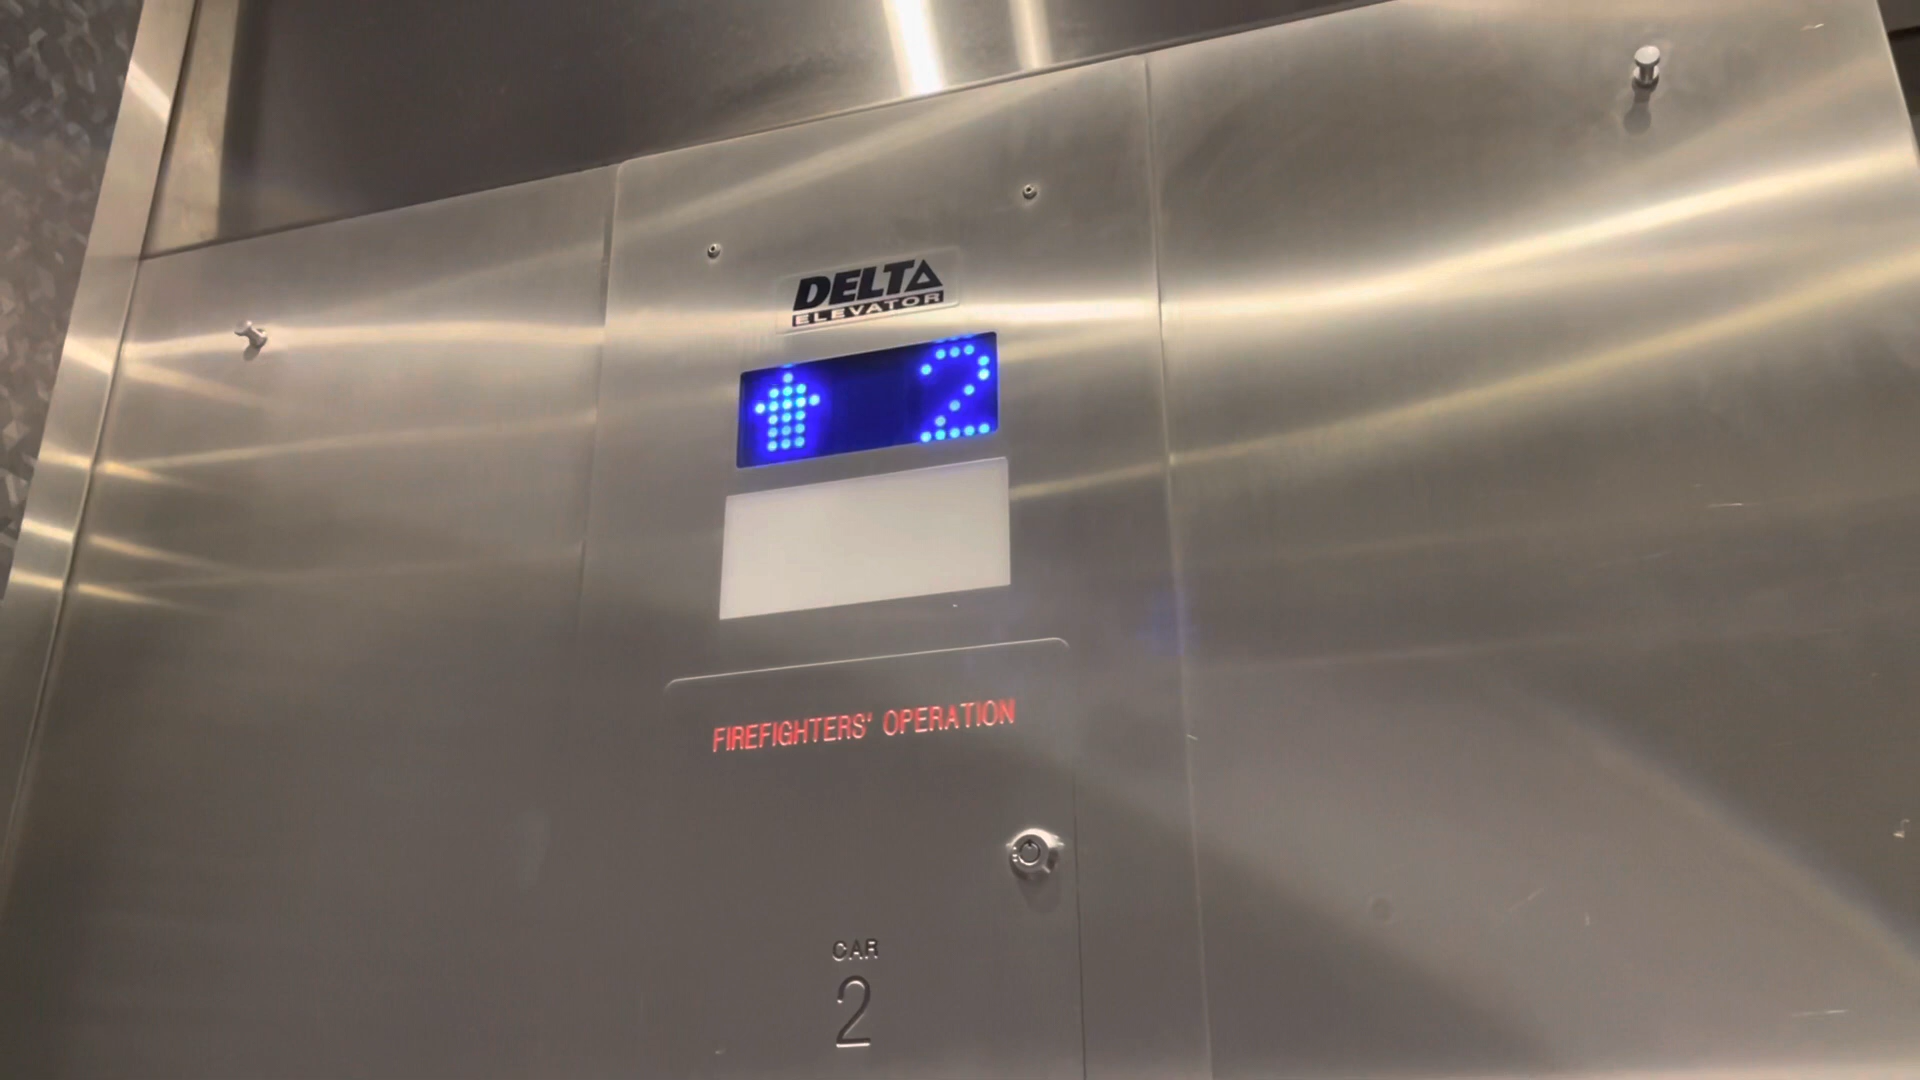 DELTA
ELEVATOR
↑ 2
FIREFIGHTERS' OPERATION
CAR
2